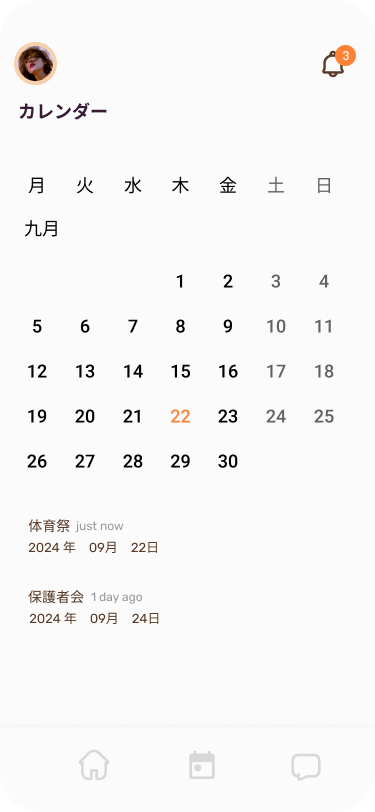 3
カレンダー
月 火 水 木 金 土 日
九月
1 2 3 4
5 6 7 8 9 10 11
12 13 14 15 16 17 18
19 20 21 22 23 24 25
26 27 28 29 30
体育祭 just now
2024 年 09月 22日
保護者会 1 day ago
2024 年 09月 24日